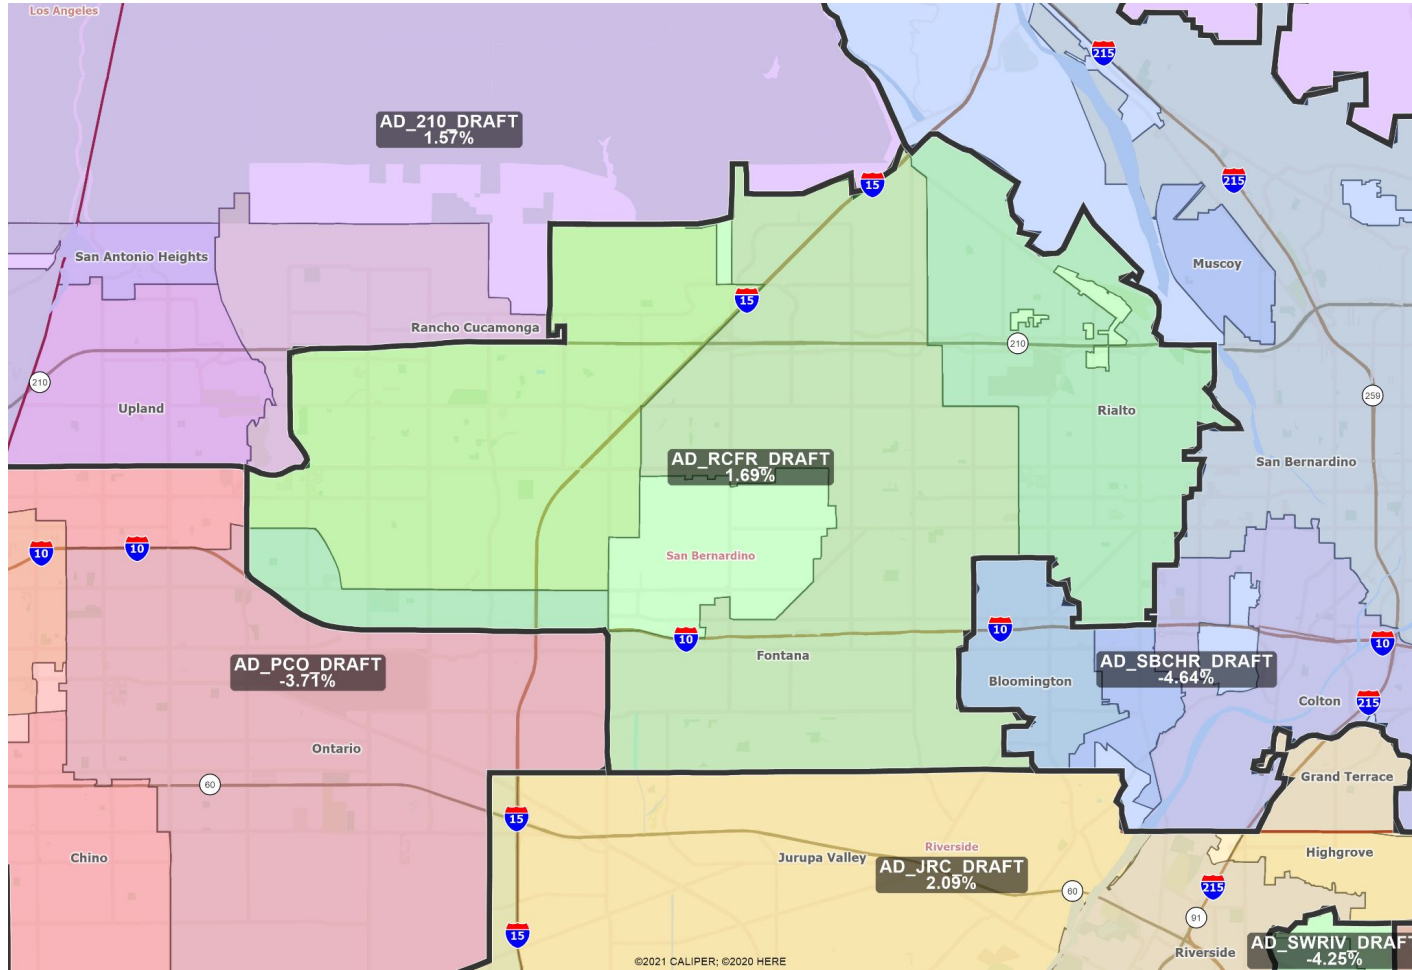 Los Angeles
215
AD_210_DRAFT
1.57%
15
215
San Antonio Heights
Muscoy
15
Rancho Cucamonga
210
210
259
Upland
Rialto
AD_RCFR_DRAFT
1.69%
San Bernardino
10
10
San Bernardino
10
10
10
AD_PCO_DRAFT
-3.71%
Fontana
AD_SBCHR_DRAFT
-4.64%
Bloomington
Colton
215
Ontario
60
Grand Terrace
15
Chino
Jurupa Valley
Riverside
AD_JRC_DRAFT
2.09%
Highgrove
60
215
91
15
Riverside
AD_SWRIV_DRAFT
-4.25%
©2021 CALIPER; ©2020 HERE